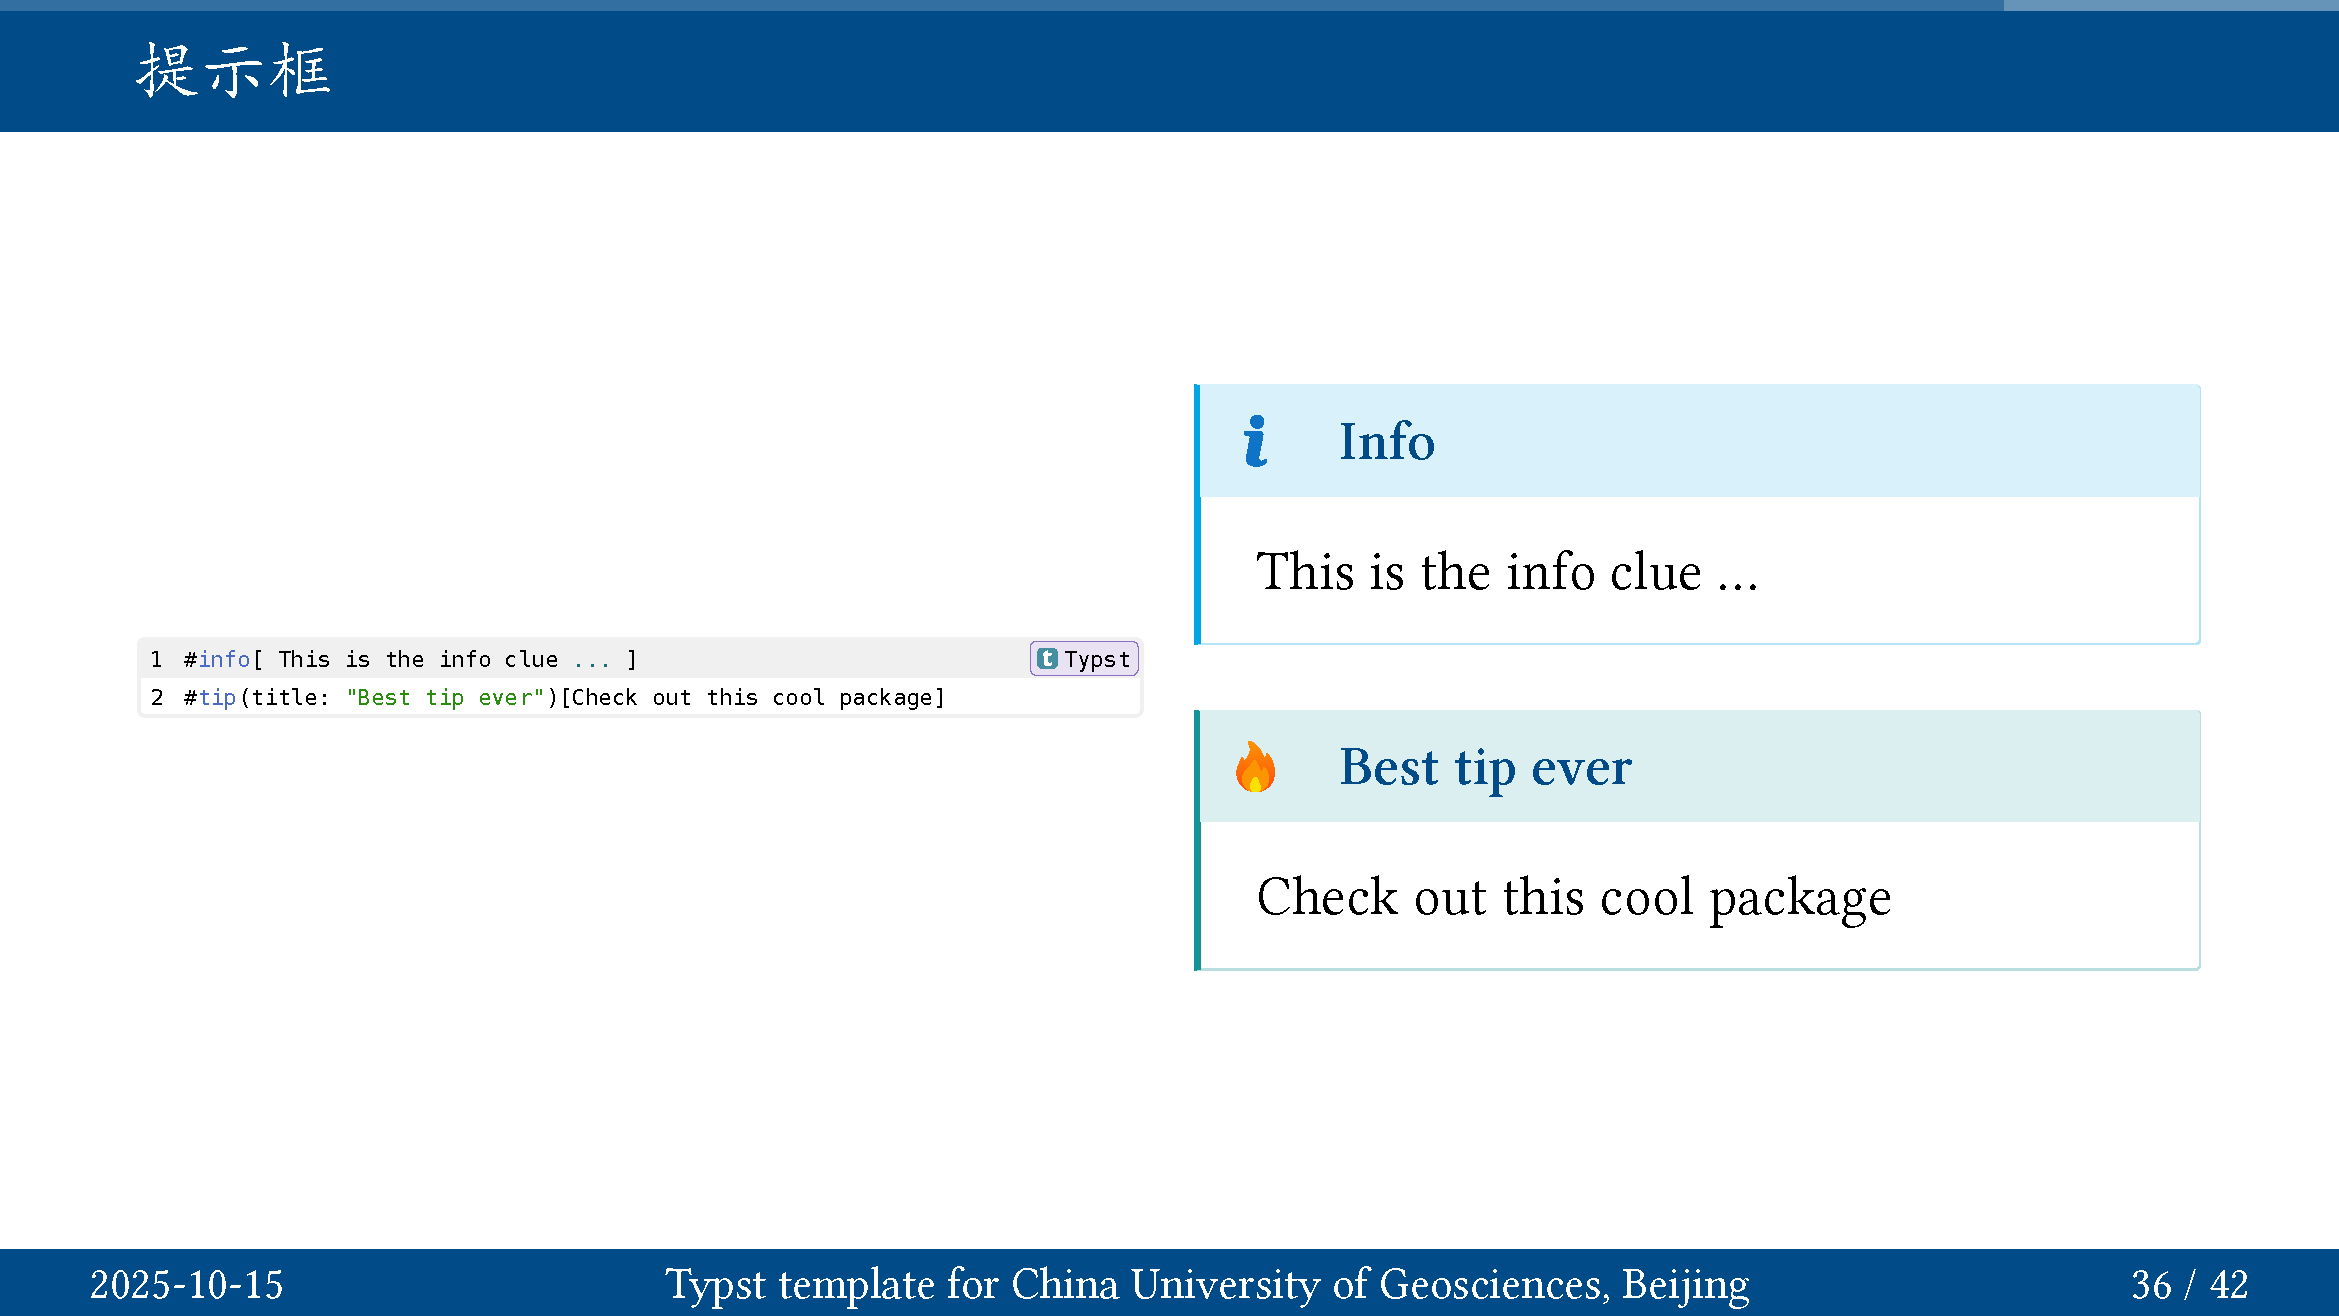 提示框
1 #info[ This is the info clue ... ]
Typst
2 #tip(title: "Best tip ever")[Check out this cool package]
Info
This is the info clue …
Best tip ever
Check out this cool package
2025-10-15
Typst template for China University of Geosciences, Beijing
36 / 42